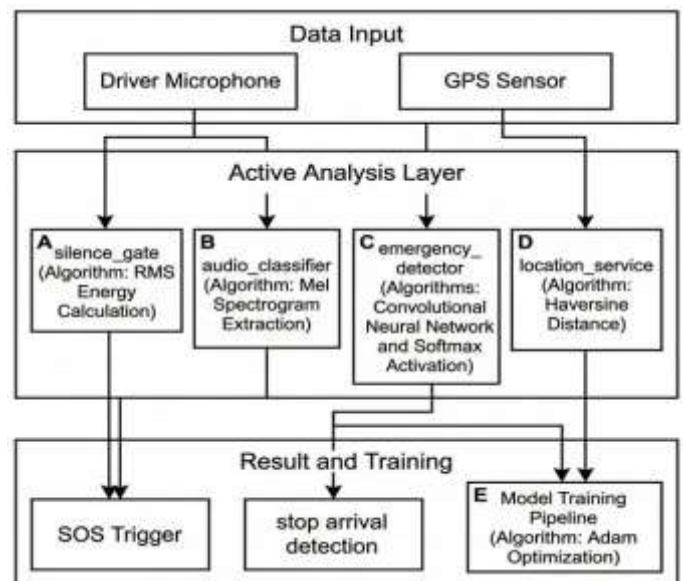 Data Input
Driver Microphone
GPS Sensor
Active Analysis Layer
A
silence_gate
(Algorithm: RMS
Energy
Calculation)
B
audio_classifier
(Algorithm: Mel
Spectrogram
Extraction)
C
emergency_
detector
(Algorithms:
Convolutional
Neural Network
and Softmax
Activation)
D
location_service
(Algorithm:
Haversine
Distance)
Result and Training
SOS Trigger
stop arrival
detection
E
Model Training
Pipeline
(Algorithm: Adam
Optimization)